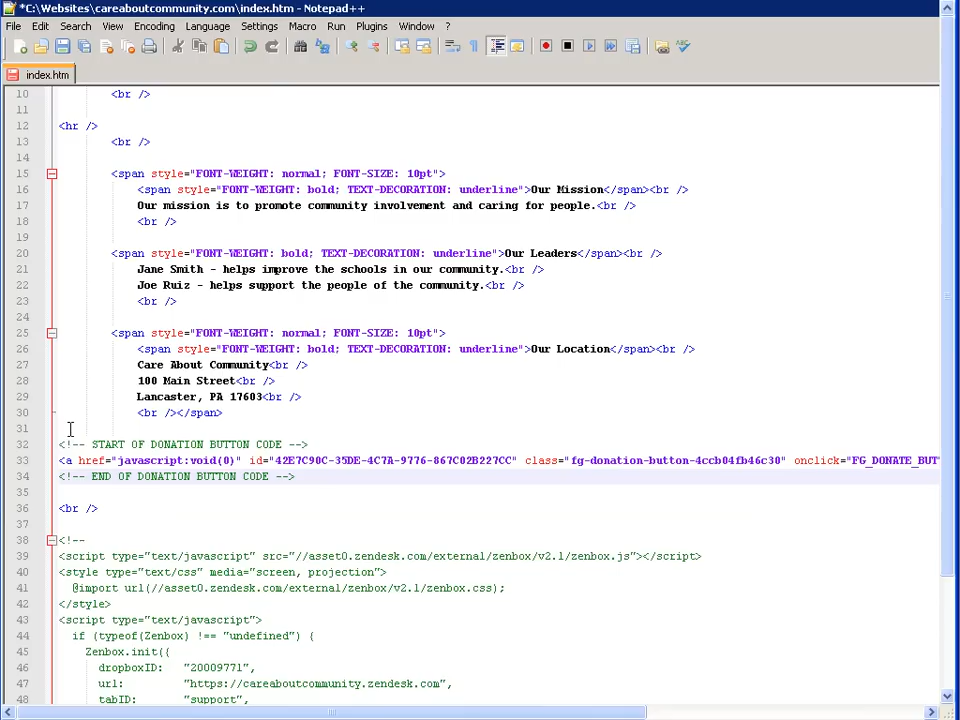 *C:\Websites\careaboutcommunity.com\index.htm - Notepad++
File Edit Search View Encoding Language Settings Macro Run Plugins Window ?
index.htm
10 <br />
11
12 <hr />
13 <br />
14
15 <span style="FONT-WEIGHT: normal; FONT-SIZE: 10pt">
16 <span style="FONT-WEIGHT: bold; TEXT-DECORATION: underline">Our Mission</span><br />
17 Our mission is to promote community involvement and caring for people.<br />
18 <br />
19
20 <span style="FONT-WEIGHT: bold; TEXT-DECORATION: underline">Our Leaders</span><br />
21 Jane Smith - helps improve the schools in our community.<br />
22 Joe Ruiz - helps support the people of the community.<br />
23 <br />
24
25 <span style="FONT-WEIGHT: normal; FONT-SIZE: 10pt">
26 <span style="FONT-WEIGHT: bold; TEXT-DECORATION: underline">Our Location</span><br />
27 Care About Community<br />
28 100 Main Street<br />
29 Lancaster, PA 17603<br />
30 <br /></span>
31
32 <!-- START OF DONATION BUTTON CODE -->
33 <a href="javascript:void(0)" id="42E7C90C-35DE-4C7A-9776-867C02B227CC" class="fg-donation-button-4ccb04fb46c30" onclick="FG_DONATE_BUT
34 <!-- END OF DONATION BUTTON CODE -->
35
36 <br />
37
38 <!--
39 <script type="text/javascript" src="//asset0.zendesk.com/external/zenbox/v2.1/zenbox.js"></script>
40 <style type="text/css" media="screen, projection">
41 @import url(//asset0.zendesk.com/external/zenbox/v2.1/zenbox.css);
42 </style>
43 <script type="text/javascript">
44 if (typeof(Zenbox) !== "undefined") {
45 Zenbox.init({
46 dropboxID: "20009771",
47 url: "https://careaboutcommunity.zendesk.com",
48 tabID: "support",